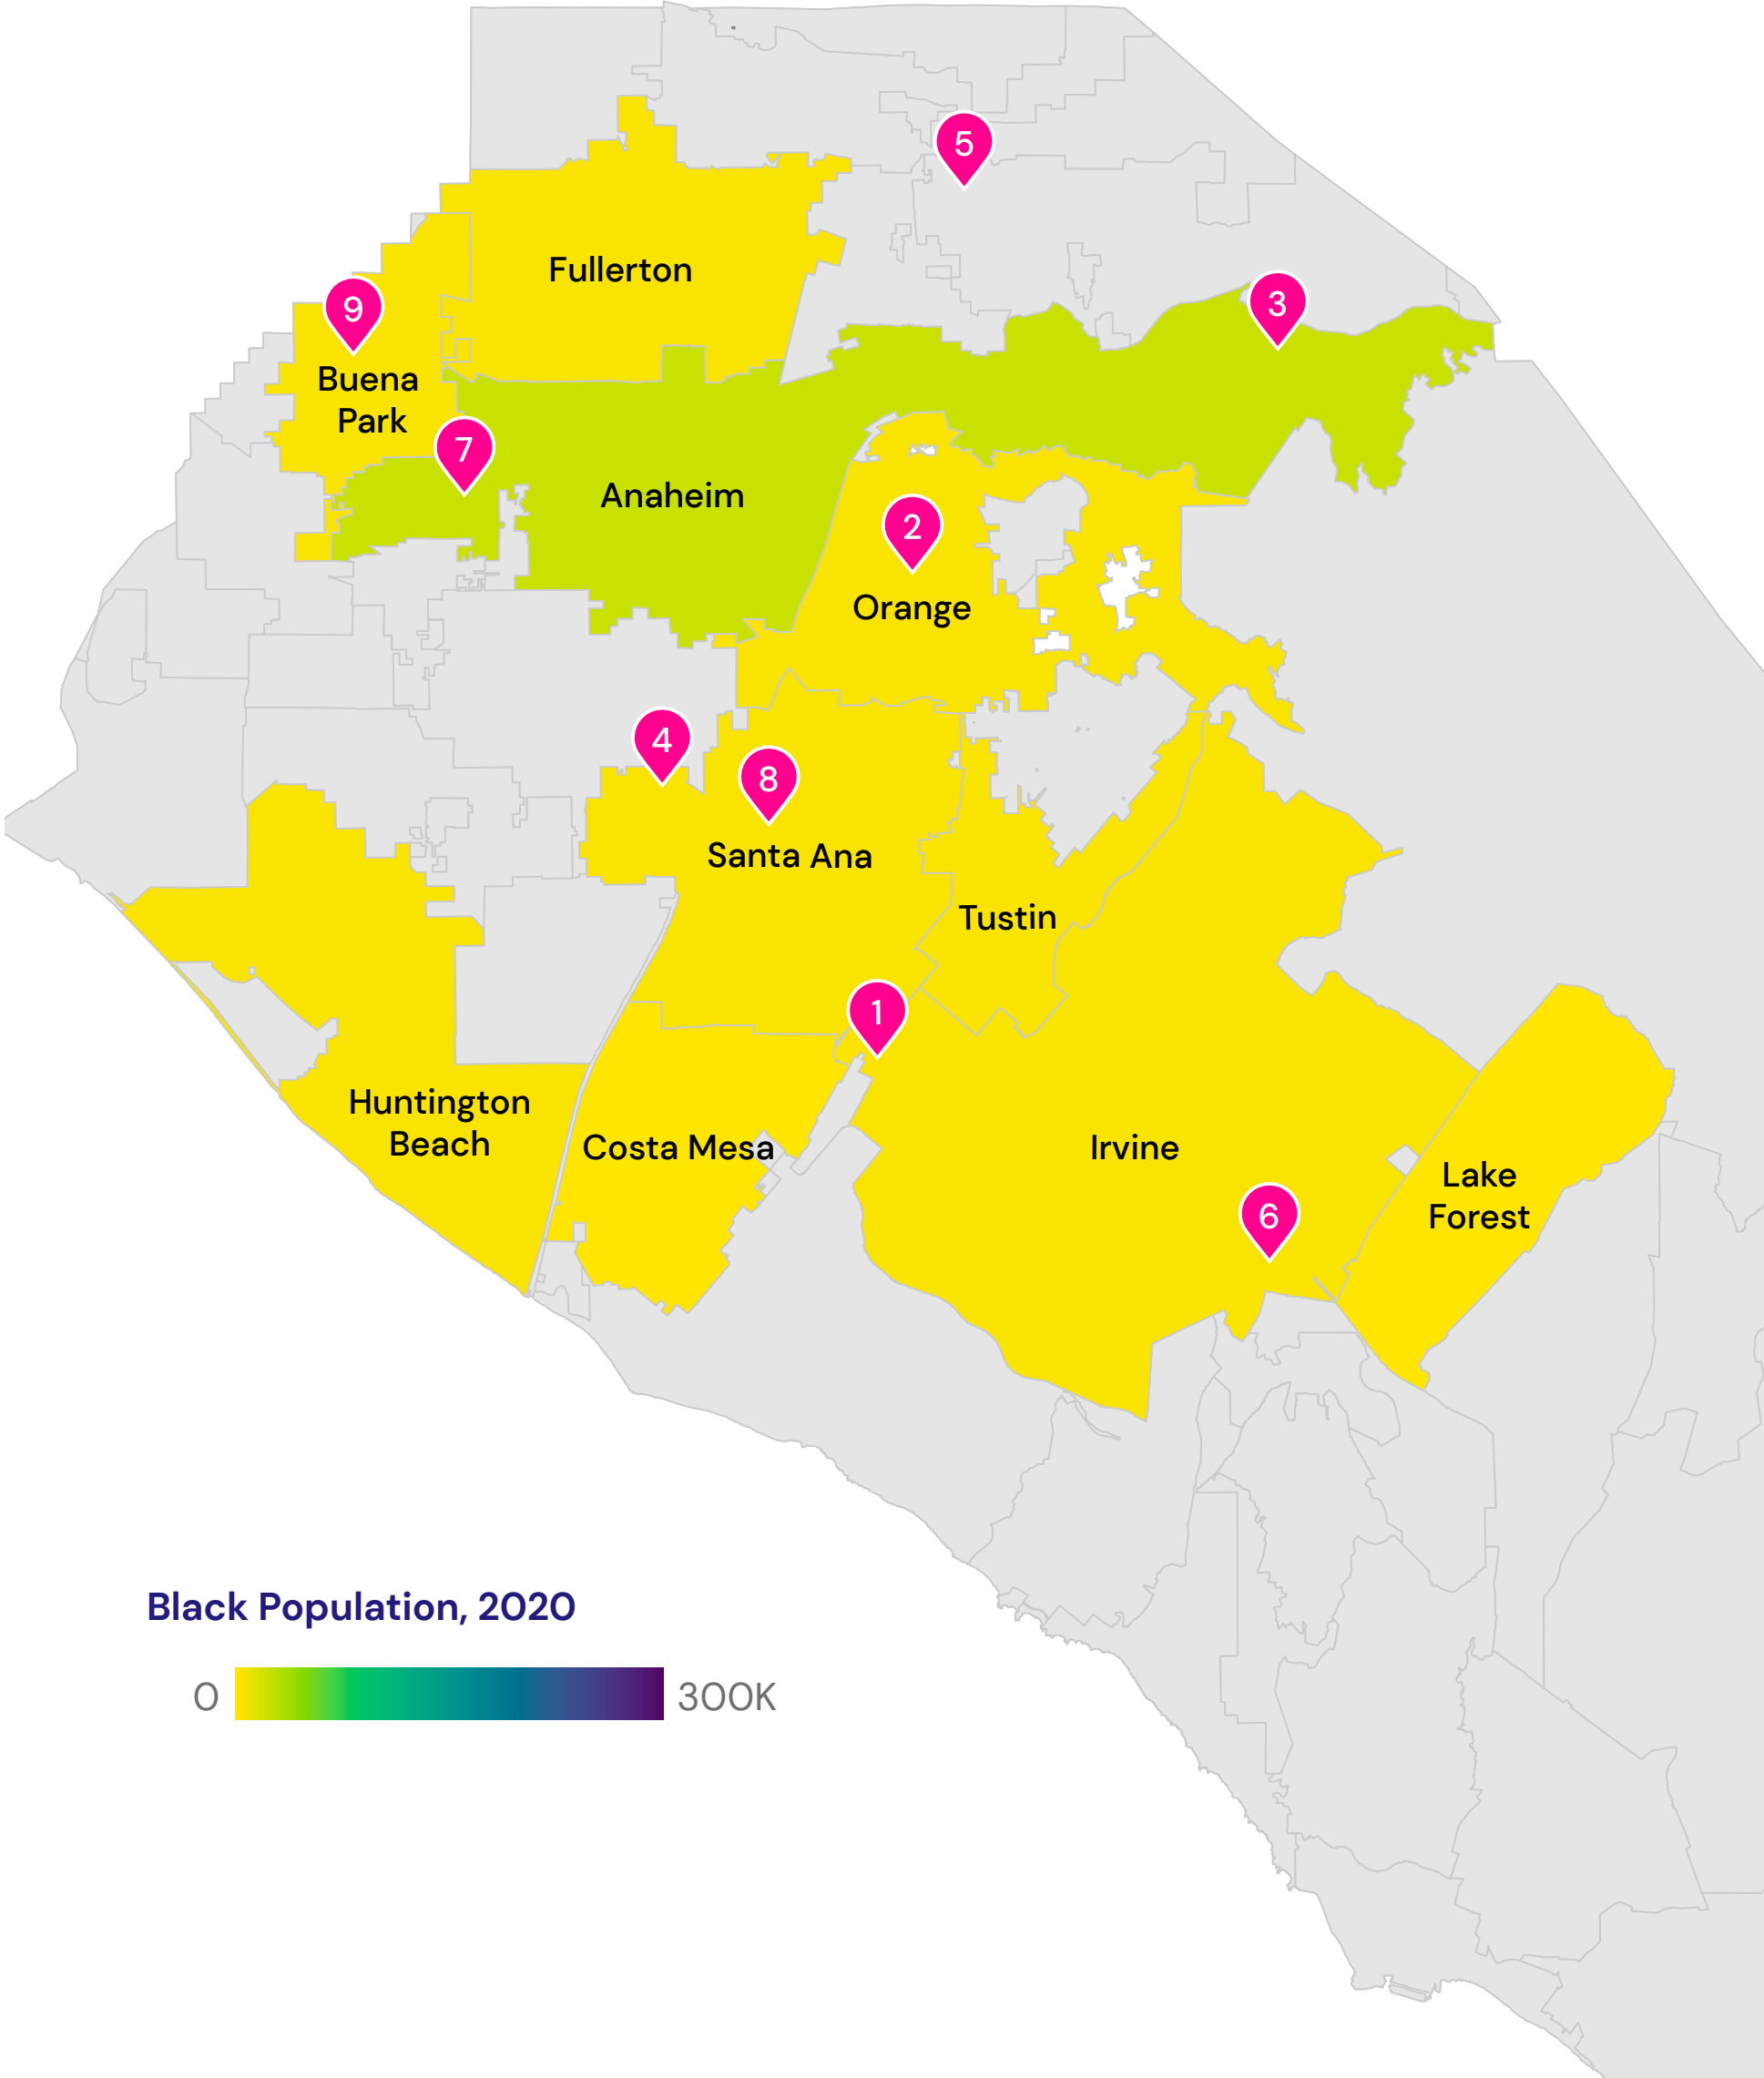 5
Fullerton
3
9
Buena
Park
7
Anaheim
2
Orange
4
8
Santa Ana
Tustin
1
Huntington
Beach
Costa Mesa
Irvine
Lake
Forest
6
Black Population, 2020
0 300K